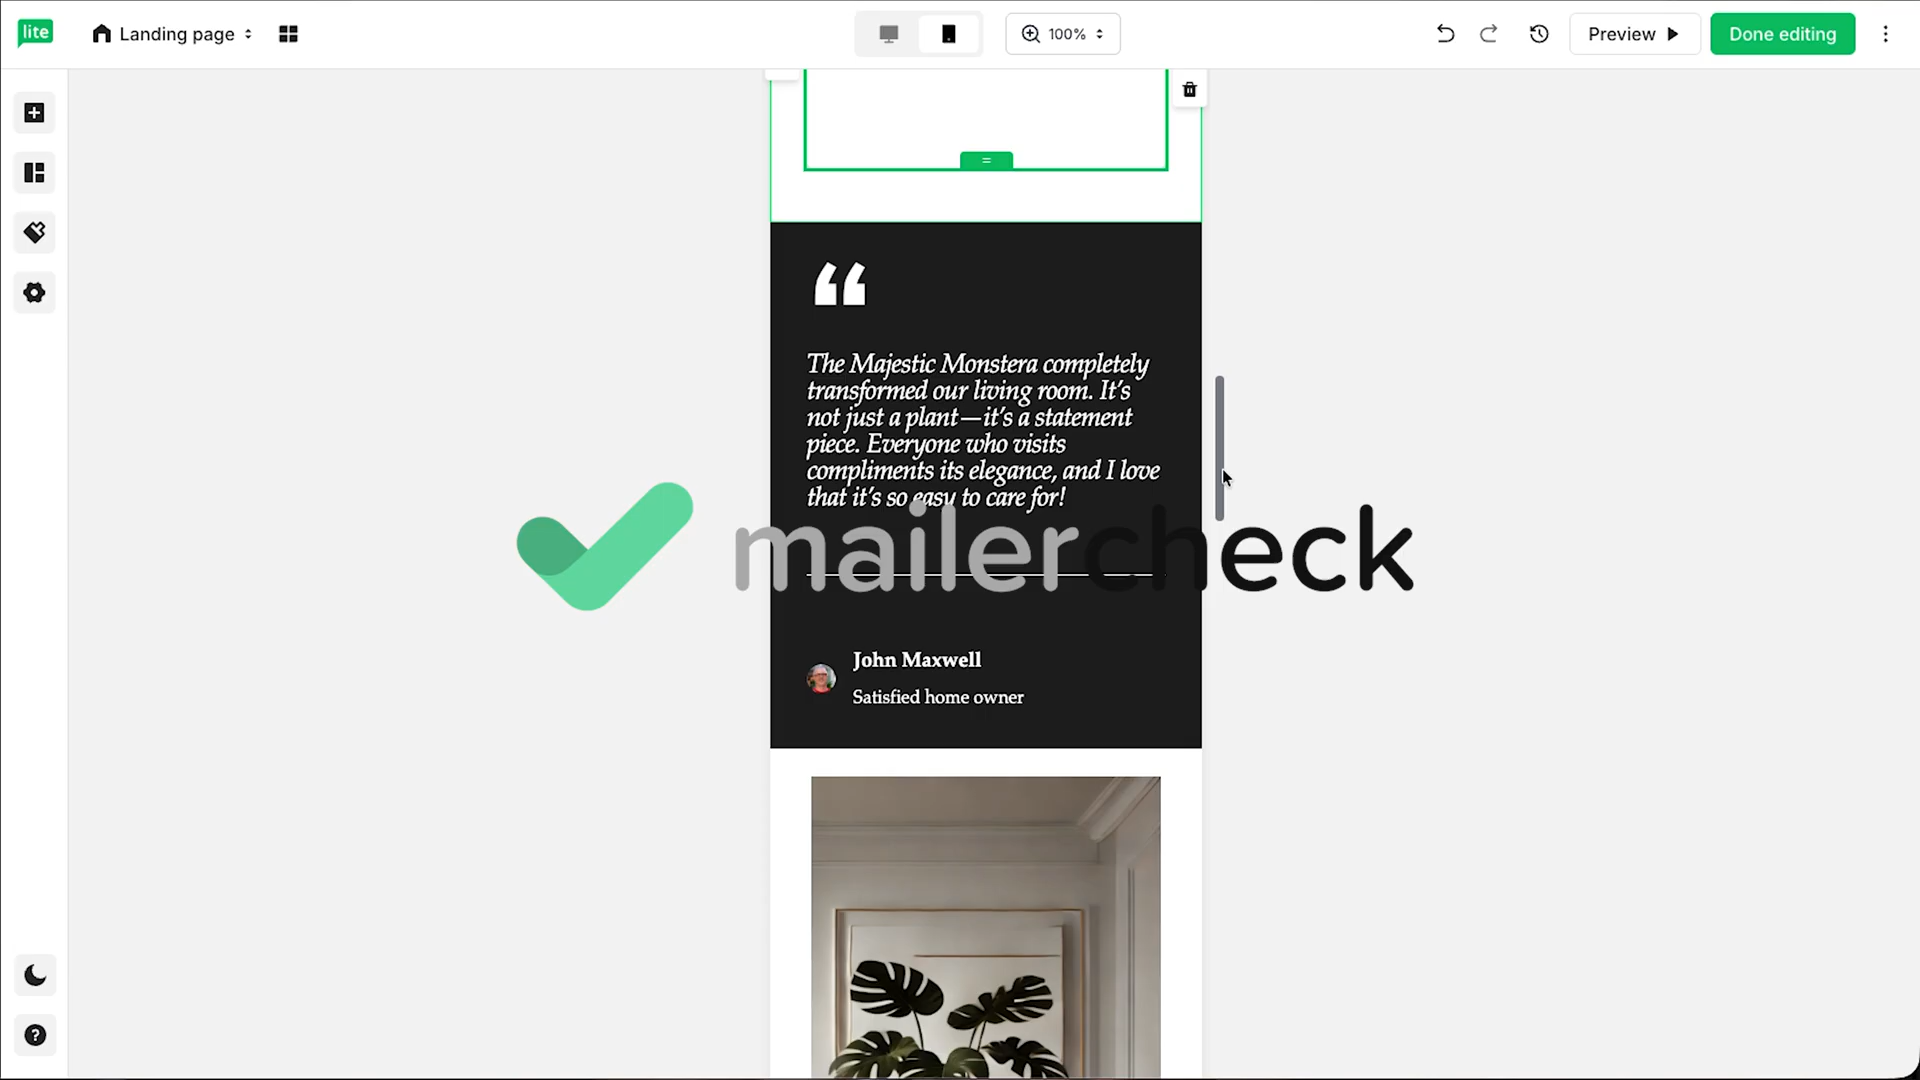 lite
Landing page
100%
Preview
Done editing
“
The Majestic Monstera completely
transformed our living room. It’s
not just a plant—it’s a statement
piece. Everyone who visits
compliments its elegance, and I love
that it’s so easy to care for!
mailercheck
John Maxwell
Satisfied home owner